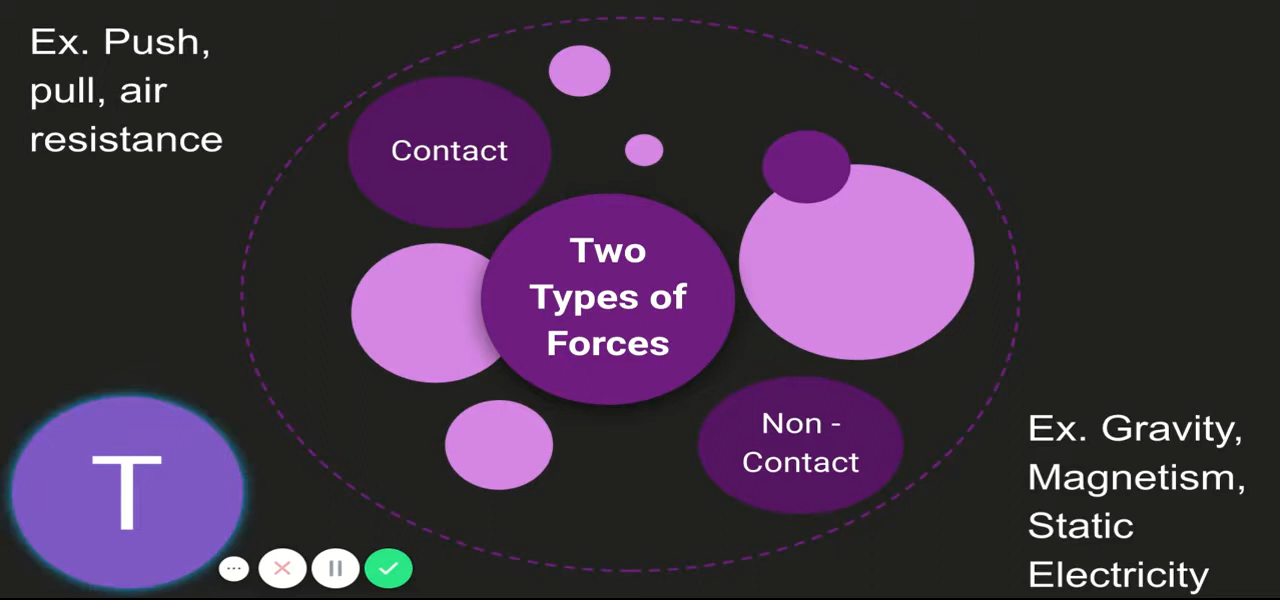 Ex. Push,
pull, air
resistance
Contact
Two
Types of
Forces
Non -
Contact
Ex. Gravity,
Magnetism,
Static
Electricity
T